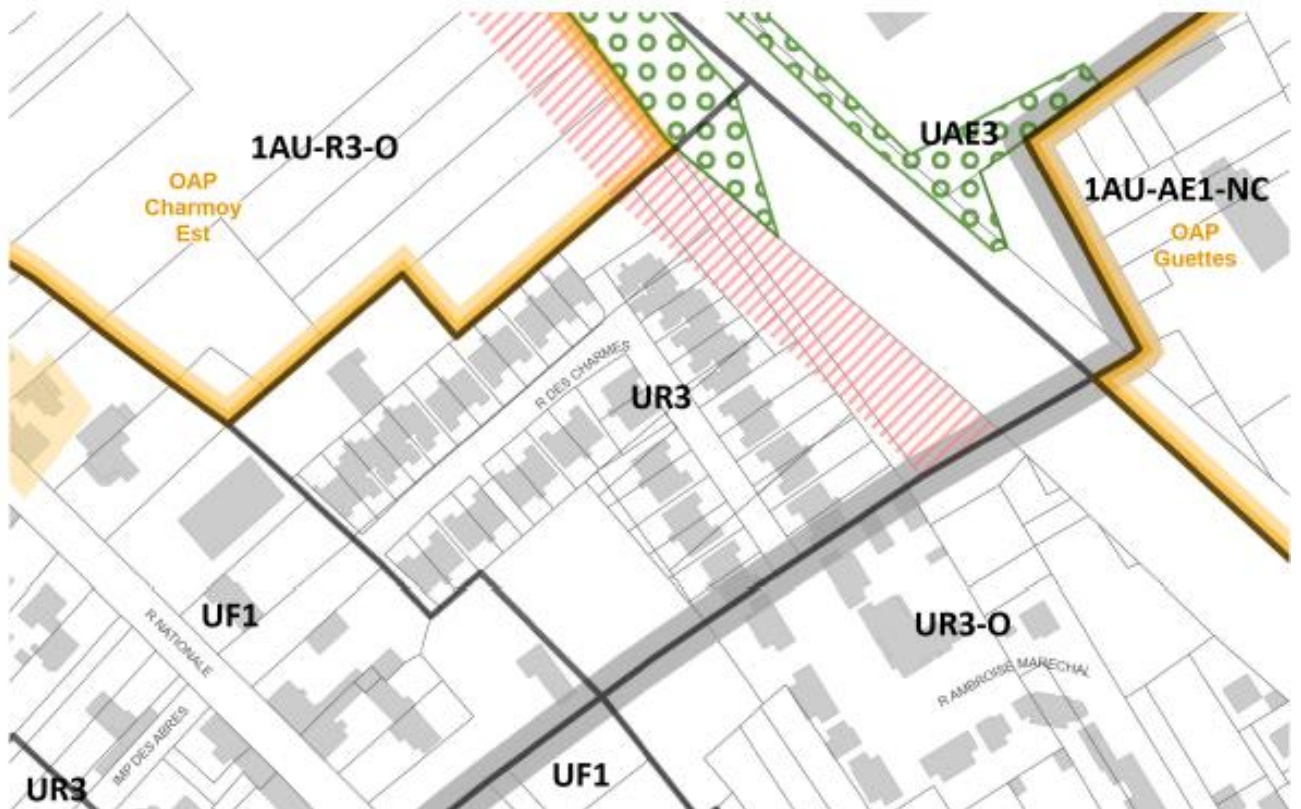 UAE3
1AU-R3-O
OAP
Charmoy
Est
1AU-AE1-NC
OAP
Guettes
R DES CHARMES
UR3
UF1
R NATIONALE
UR3-O
R AMBROISE MARECHAL
IMP DES ABRES
UF1
UR3